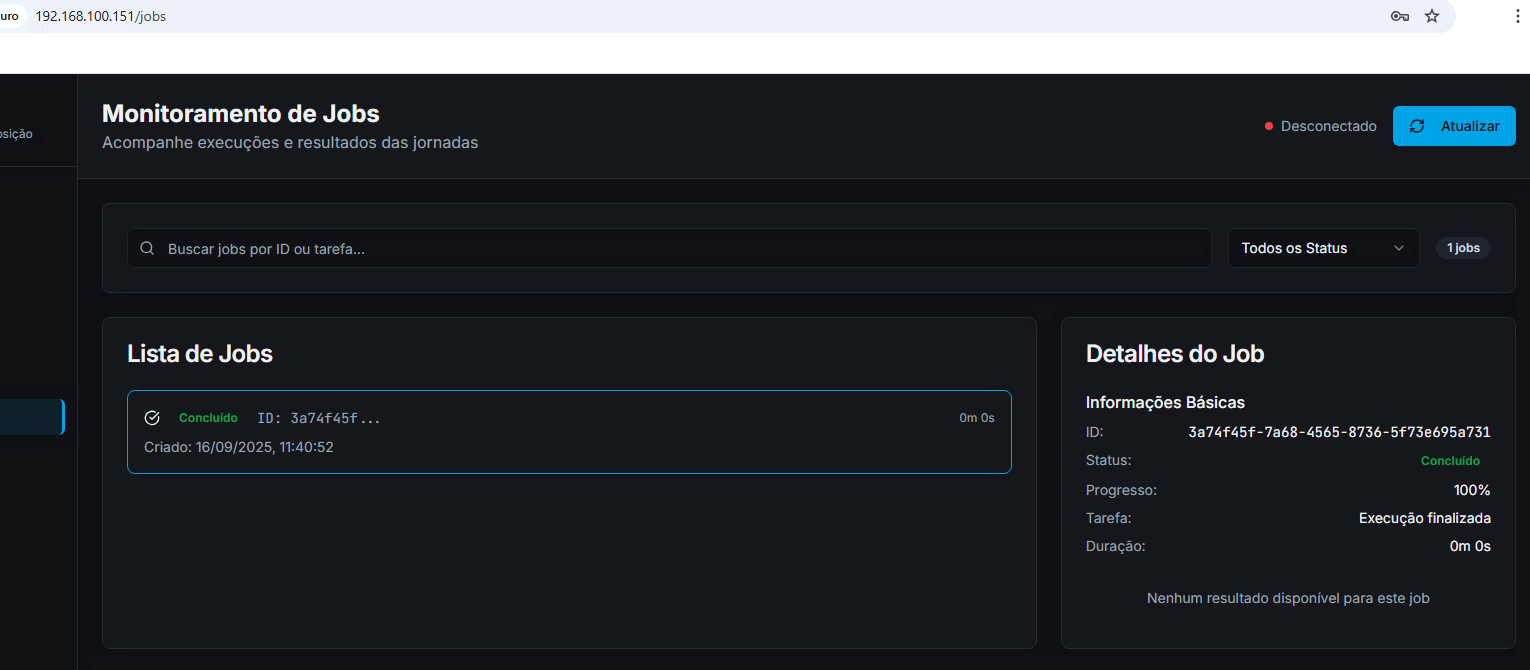 uro 192.168.100.151/jobs
osição
Monitoramento de Jobs
Acompanhe execuções e resultados das jornadas
Desconectado
Atualizar
Buscar jobs por ID ou tarefa...
Todos os Status
1 jobs
Lista de Jobs
Concluído ID: 3a74f45f... 0m 0s
Criado: 16/09/2025, 11:40:52
Detalhes do Job
Informações Básicas
ID: 3a74f45f-7a68-4565-8736-5f73e695a731
Status: Concluído
Progresso: 100%
Tarefa: Execução finalizada
Duração: 0m 0s
Nenhum resultado disponível para este job